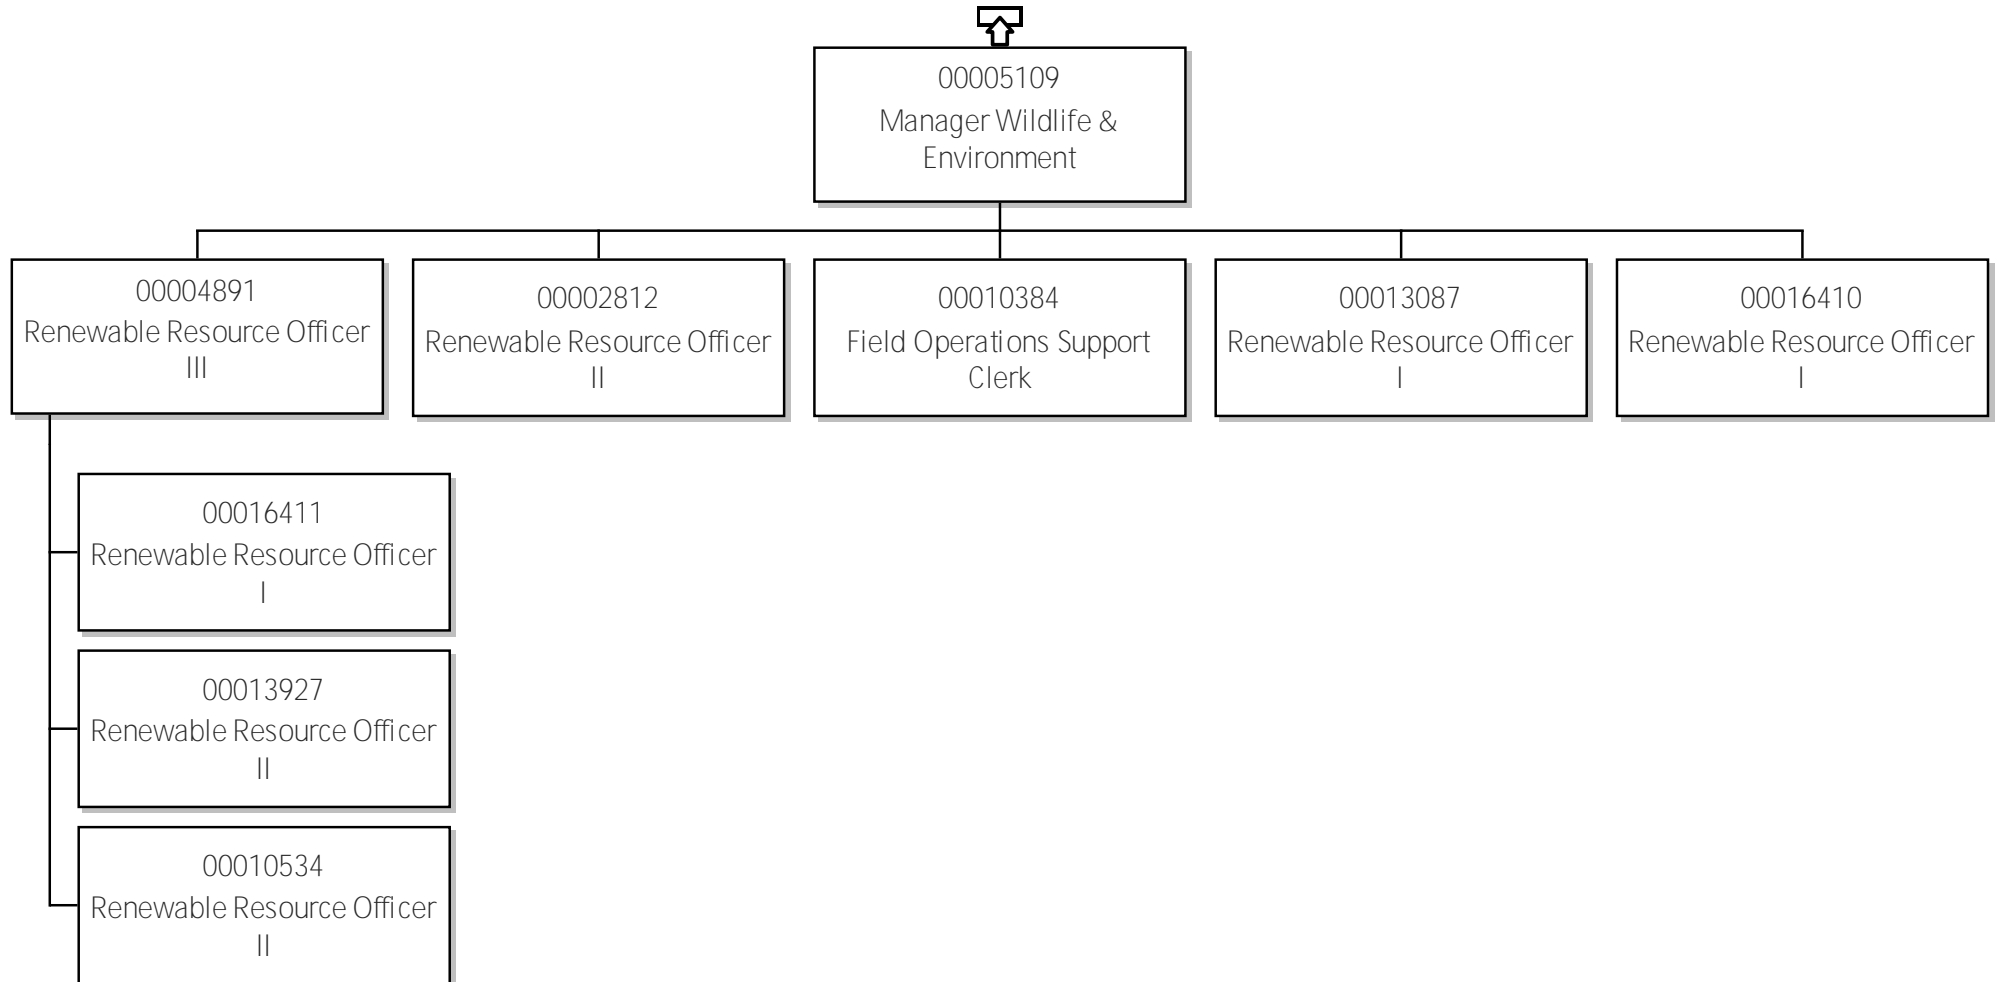 00005109
Manager Wildlife &
Environment
00004891
Renewable Resource Officer
III
00002812
Renewable Resource Officer
II
00010384
Field Operations Support
Clerk
00013087
Renewable Resource Officer
I
00016410
Renewable Resource Officer
I
00016411
Renewable Resource Officer
I
00013927
Renewable Resource Officer
II
00010534
Renewable Resource Officer
II